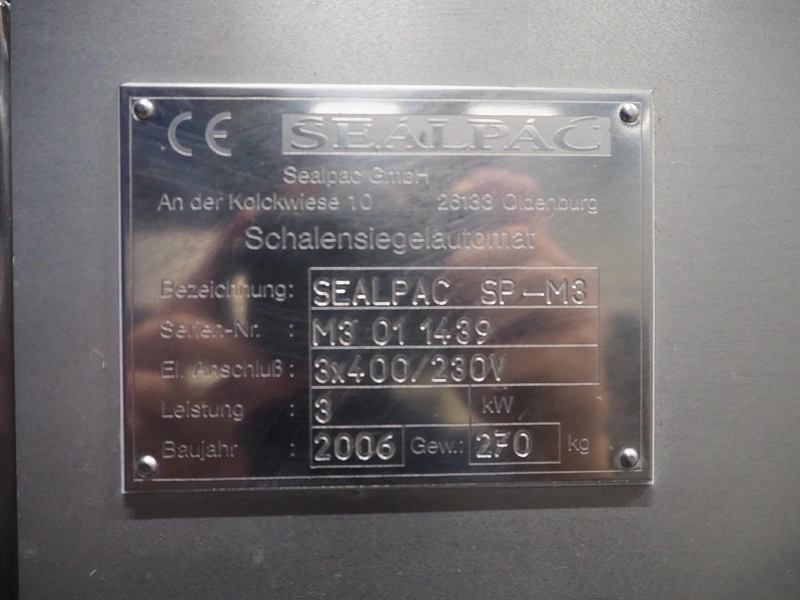 CE SEALPAC
Sealpac GmbH
An der Kolckwiese 10 26133 Oldenburg
Schalensiegelautomat
Bezeichnung: SEALPAC SP-M3
Serien-Nr. : M3 01 1439
El. Anschluß: 3x400/230V
Leistung : 3 kW
Baujahr : 2006 Gew.: 270 kg